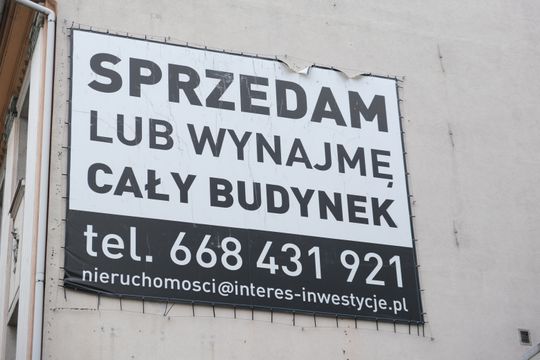 SPRZEDAM
LUB WYNAJMĘ
CAŁY BUDYNEK
tel. 668 431 921
nieruchomosci@interes-inwestycje.pl